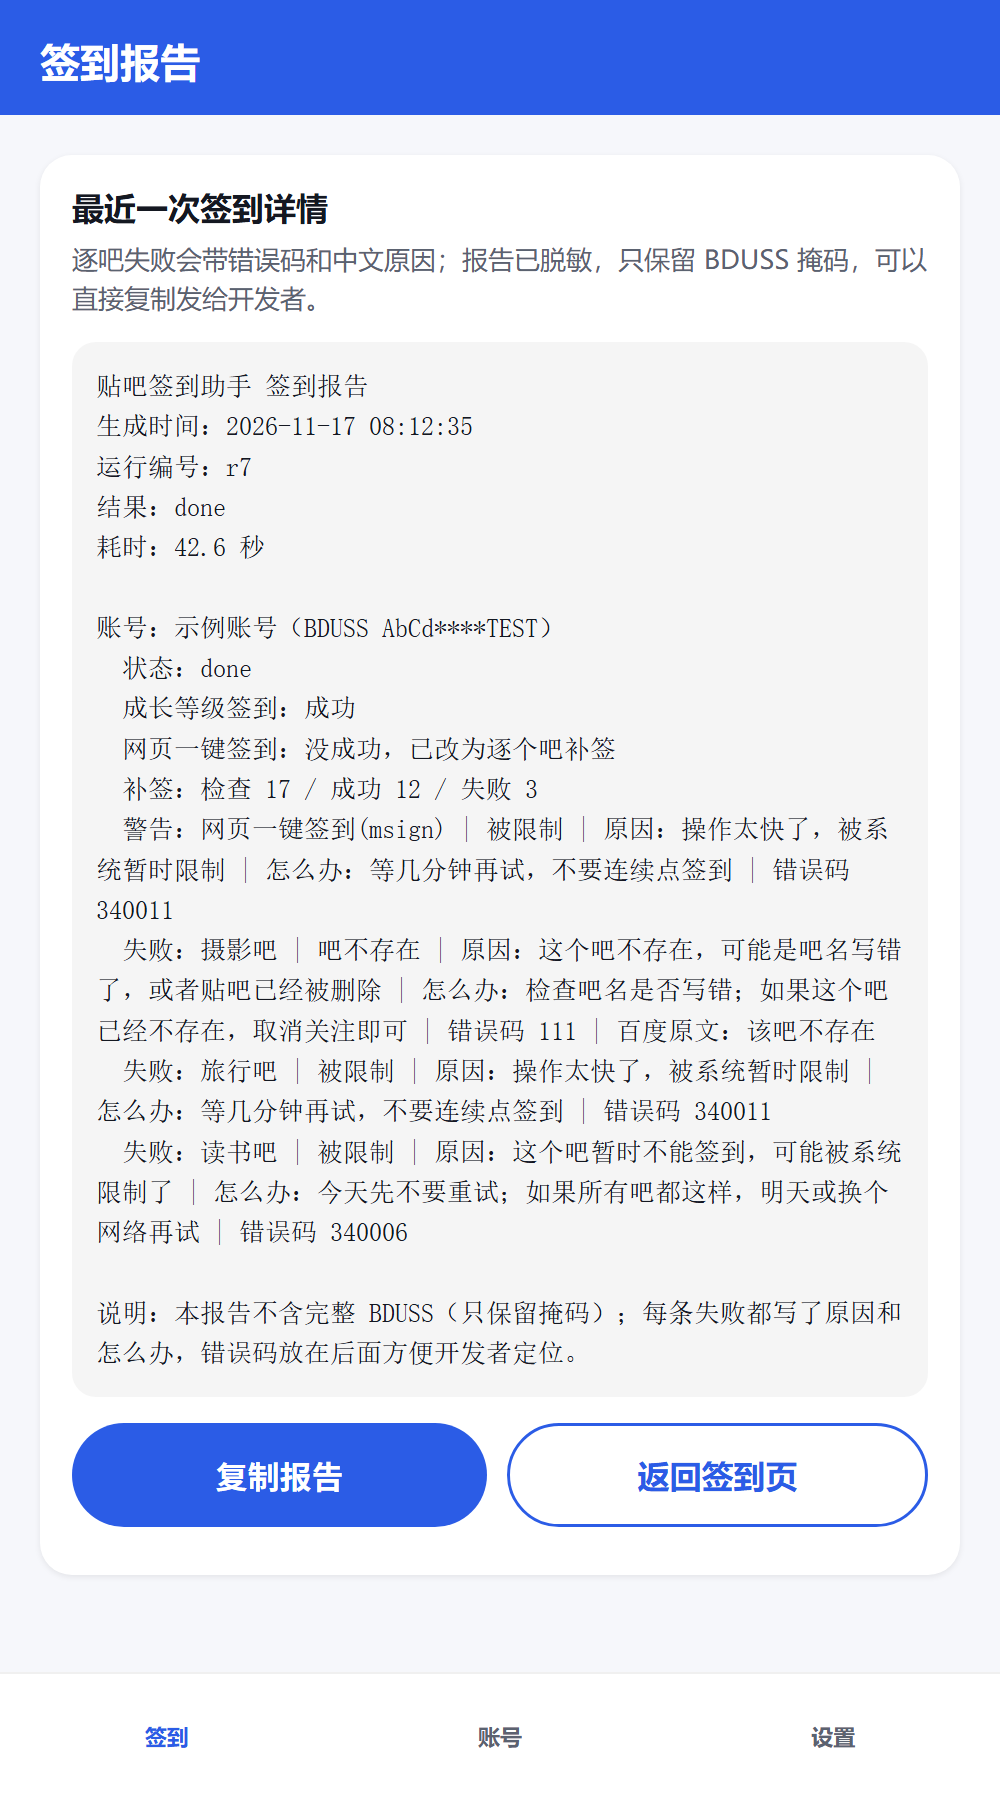 签到报告
最近一次签到详情
逐吧失败会带错误码和中文原因；报告已脱敏，只保留 BDUSS 掩码，可以
直接复制发给开发者。
贴吧签到助手 签到报告
生成时间：2026-11-17 08:12:35
运行编号：r7
结果：done
耗时：42.6 秒
账号：示例账号（BDUSS AbCd****TEST）
状态：done
成长等级签到：成功
网页一键签到：没成功，已改为逐个吧补签
补签：检查 17 / 成功 12 / 失败 3
警告：网页一键签到(msign) | 被限制 | 原因：操作太快了，被系
统暂时限制 | 怎么办：等几分钟再试，不要连续点签到 | 错误码
340011
失败：摄影吧 | 吧不存在 | 原因：这个吧不存在，可能是吧名写错
了，或者贴吧已经被删除 | 怎么办：检查吧名是否写错；如果这个吧
已经不存在，取消关注即可 | 错误码 111 | 百度原文：该吧不存在
失败：旅行吧 | 被限制 | 原因：操作太快了，被系统暂时限制 |
怎么办：等几分钟再试，不要连续点签到 | 错误码 340011
失败：读书吧 | 被限制 | 原因：这个吧暂时不能签到，可能被系统
限制了 | 怎么办：今天先不要重试；如果所有吧都这样，明天或换个
网络再试 | 错误码 340006
说明：本报告不含完整 BDUSS（只保留掩码）；每条失败都写了原因和
怎么办，错误码放在后面方便开发者定位。
复制报告
返回签到页
签到
账号
设置